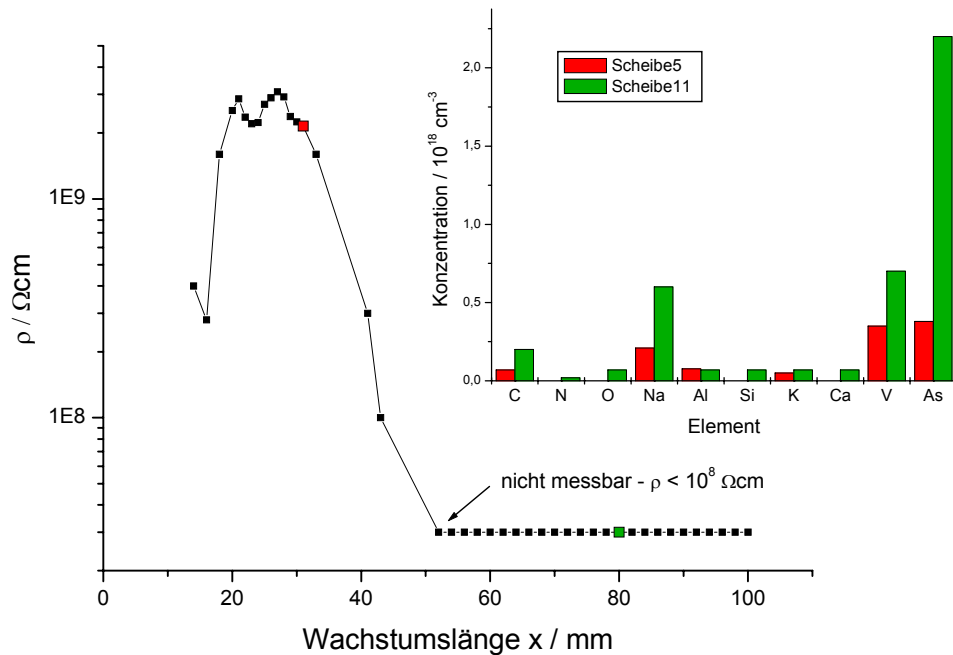 ρ / Ωcm
1E9
1E8
0 20 40 60 80 100
Wachstumslänge x / mm
nicht messbar - ρ < 10⁸ Ωcm
Konzentration / 10¹⁸ cm⁻³
2,0
1,5
1,0
0,5
0,0
Scheibe5
Scheibe11
C N O Na Al Si K Ca V As
Element